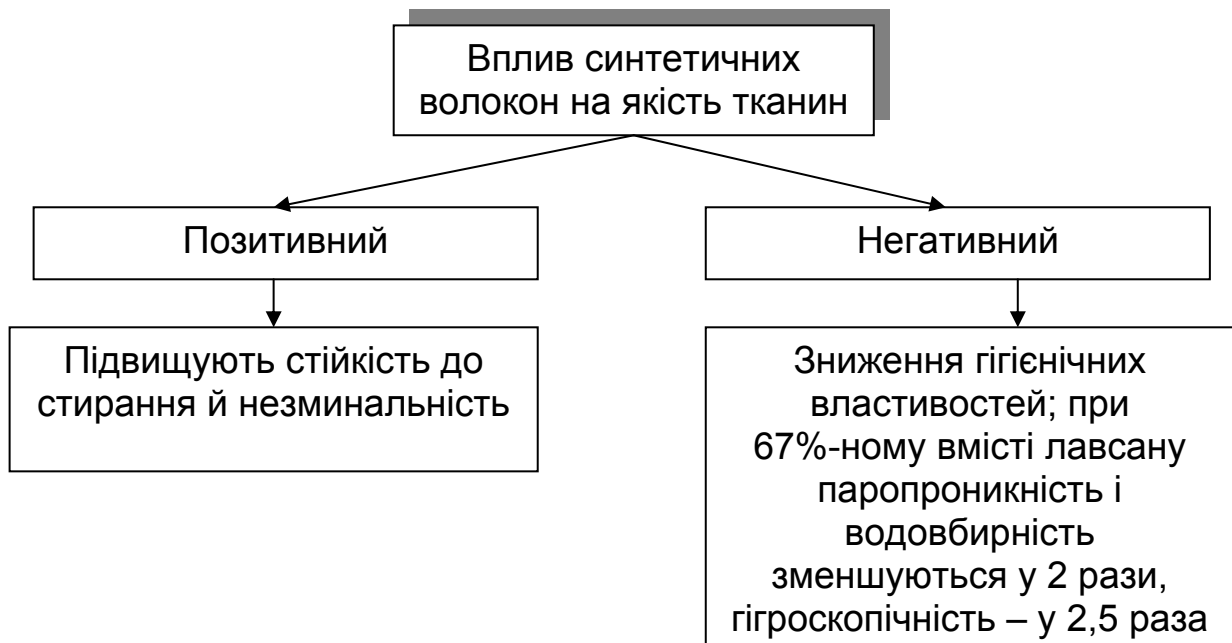 Вплив синтетичних
волокон на якість тканин
Позитивний
Негативний
Підвищують стійкість до
стирання й незминальність
Зниження гігієнічних
властивостей; при
67%-ному вмісті лавсану
паропроникність і
водовбирність
зменшуються у 2 рази,
гігроскопічність – у 2,5 раза